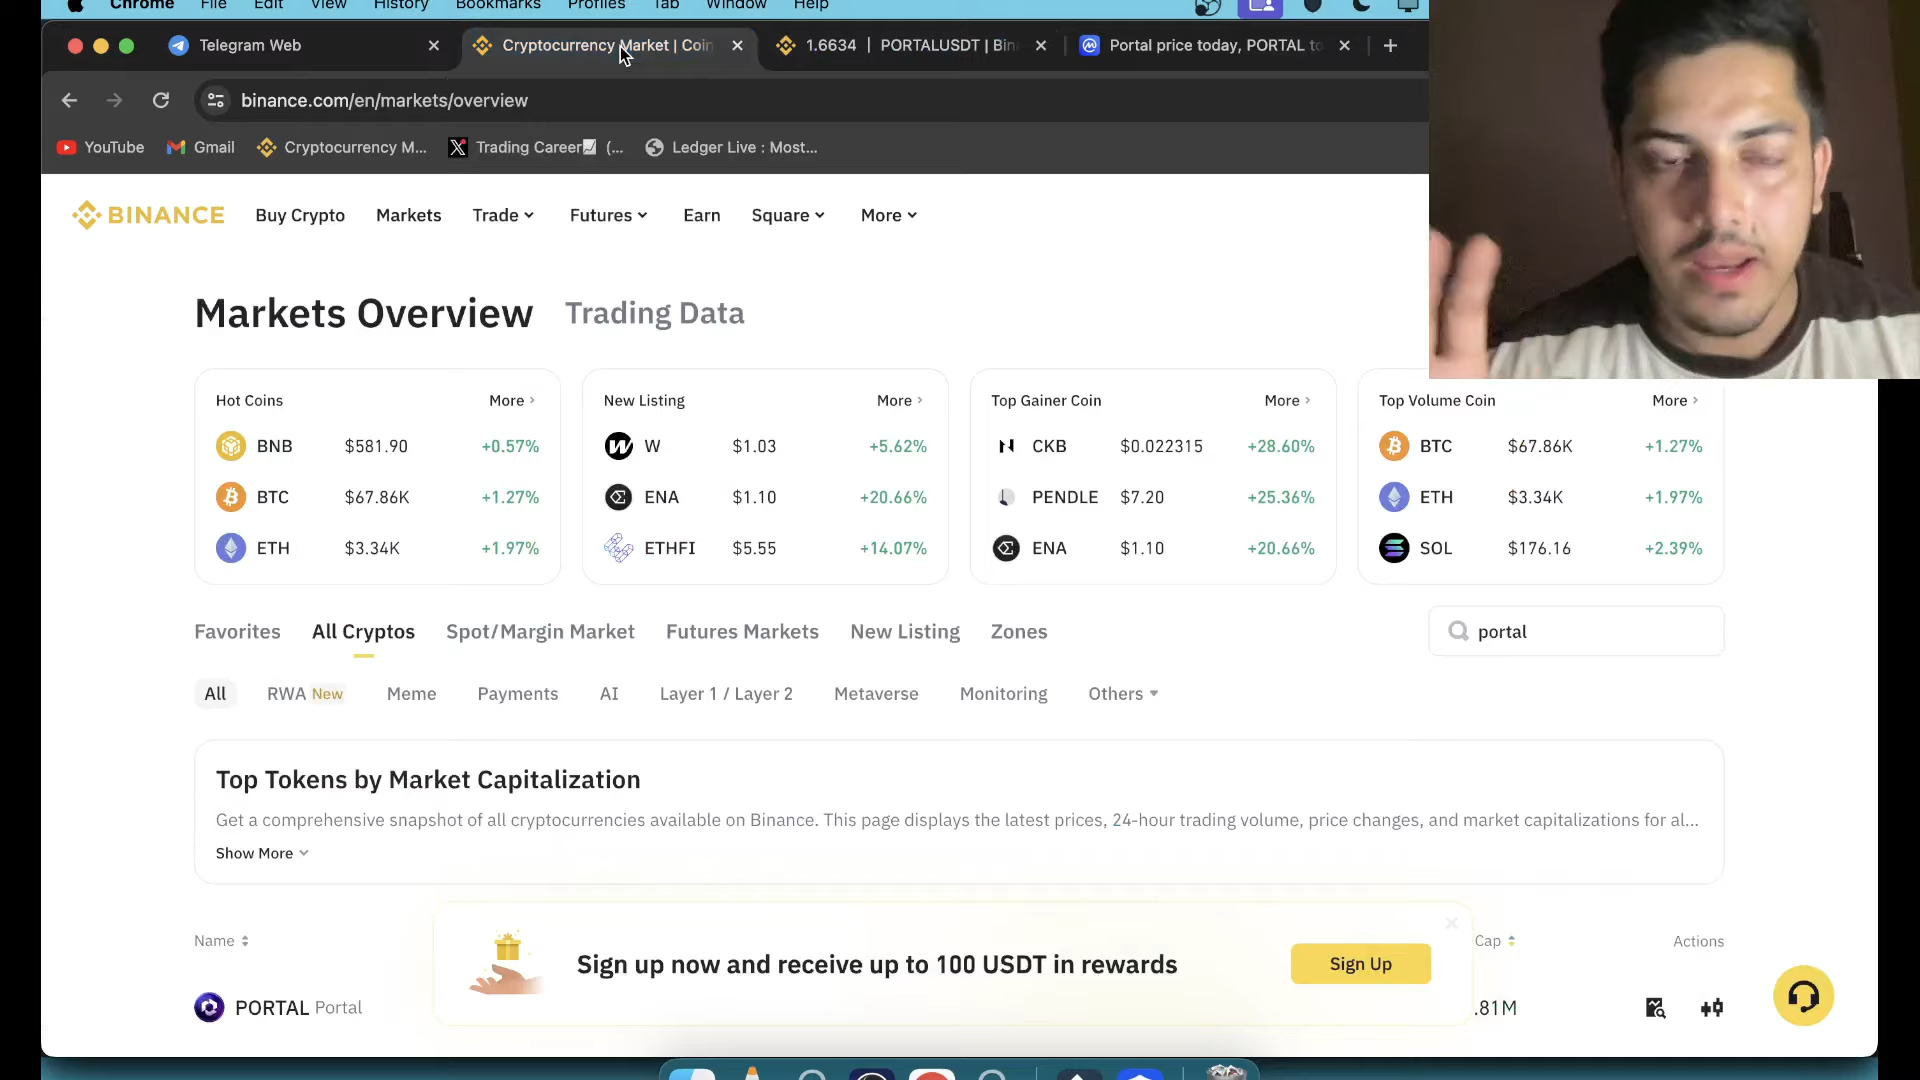 Chrome File Edit View History Bookmarks Profiles Tab Window Help
Telegram Web
Cryptocurrency Market | Coin
1.6634 | PORTALUSDT | Bin
Portal price today, PORTAL to
binance.com/en/markets/overview
YouTube
Gmail
Cryptocurrency M...
Trading Career (...
Ledger Live : Most...
BINANCE
Buy Crypto
Markets
Trade
Futures
Earn
Square
More
Markets Overview
Trading Data
Hot Coins More
BNB $581.90 +0.57%
BTC $67.86K +1.27%
ETH $3.34K +1.97%
New Listing More
W $1.03 +5.62%
ENA $1.10 +20.66%
ETHFI $5.55 +14.07%
Top Gainer Coin More
CKB $0.022315 +28.60%
PENDLE $7.20 +25.36%
ENA $1.10 +20.66%
Top Volume Coin More
BTC $67.86K +1.27%
ETH $3.34K +1.97%
SOL $176.16 +2.39%
Favorites All Cryptos Spot/Margin Market Futures Markets New Listing Zones
portal
All RWA New Meme Payments AI Layer 1 / Layer 2 Metaverse Monitoring Others
Top Tokens by Market Capitalization
Get a comprehensive snapshot of all cryptocurrencies available on Binance. This page displays the latest prices, 24-hour trading volume, price changes, and market capitalizations for al...
Show More
Name
Cap
Actions
Sign up now and receive up to 100 USDT in rewards
Sign Up
PORTAL Portal
.81M